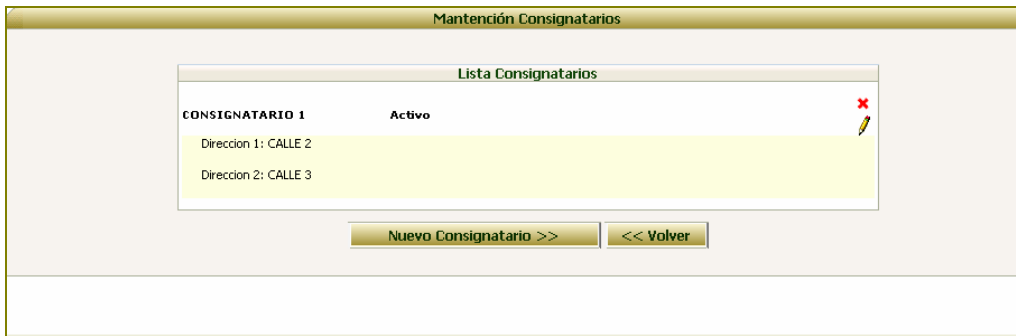 Mantención Consignatarios
Lista Consignatarios
CONSIGNATARIO 1 Activo
Direccion 1: CALLE 2
Direccion 2: CALLE 3
Nuevo Consignatario >> << Volver